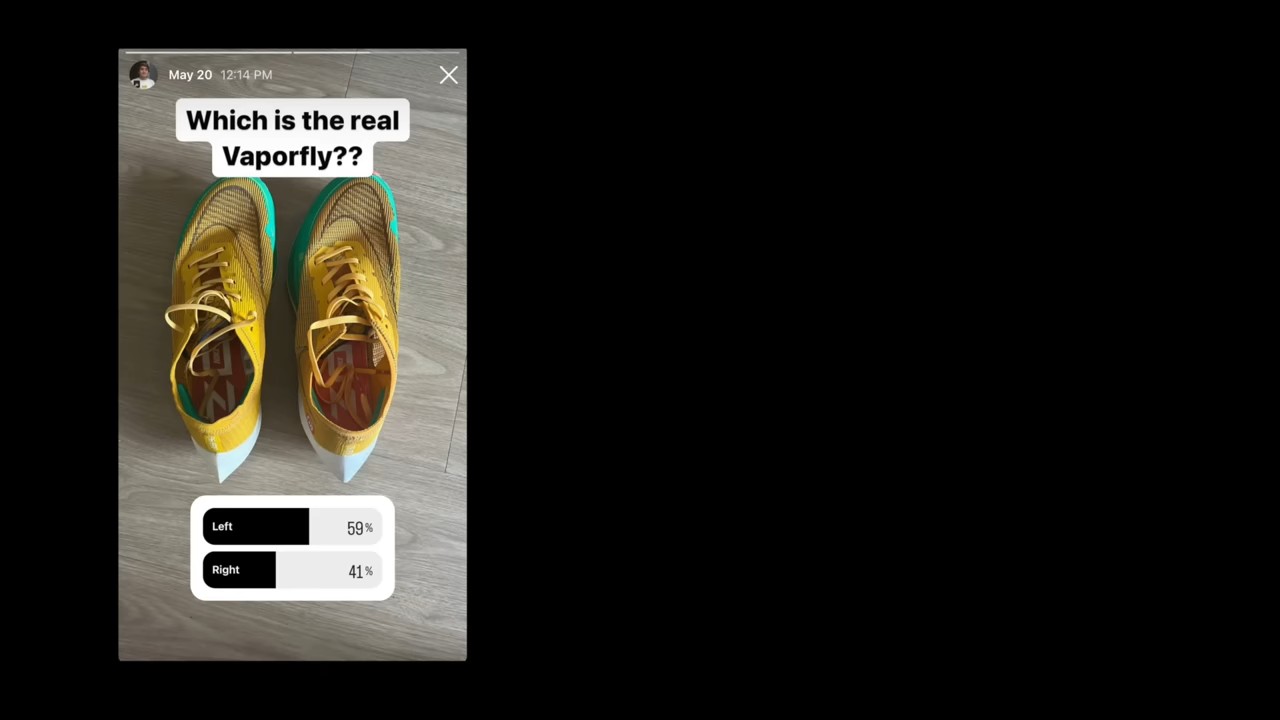 May 20 12:14 PM
Which is the real
Vaporfly??
Left 59%
Right 41%